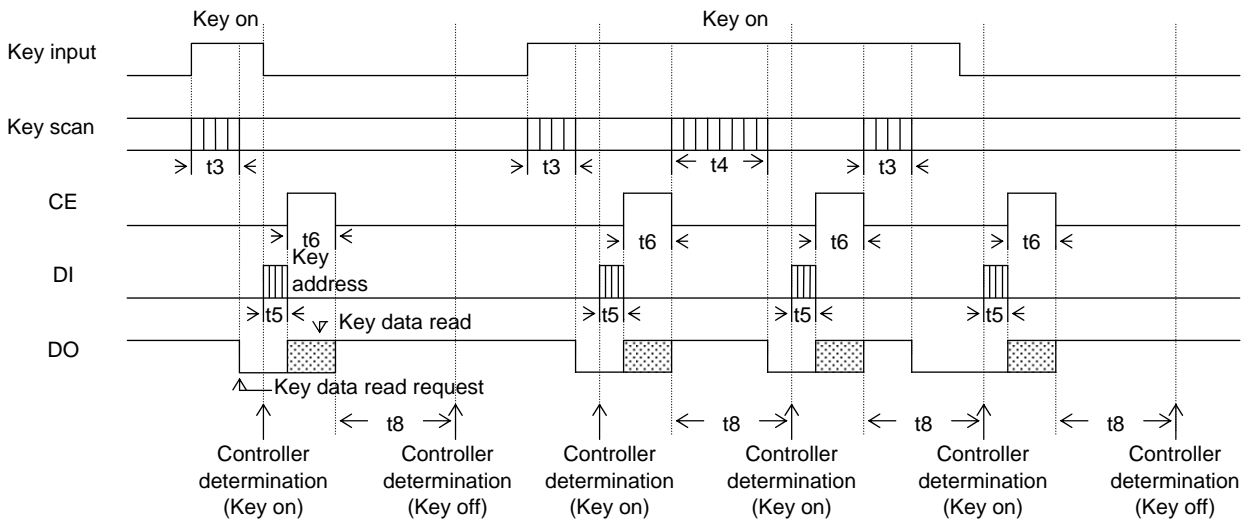 Key on
Key on
Key input
Key scan
t3
t3
t4
t3
CE
t6
t6
t6
t6
DI
Key
address
t5
t5
t5
t5
Key data read
DO
Key data read request
t8
t8
t8
t8
Controller
determination
(Key on)
Controller
determination
(Key off)
Controller
determination
(Key on)
Controller
determination
(Key on)
Controller
determination
(Key on)
Controller
determination
(Key off)